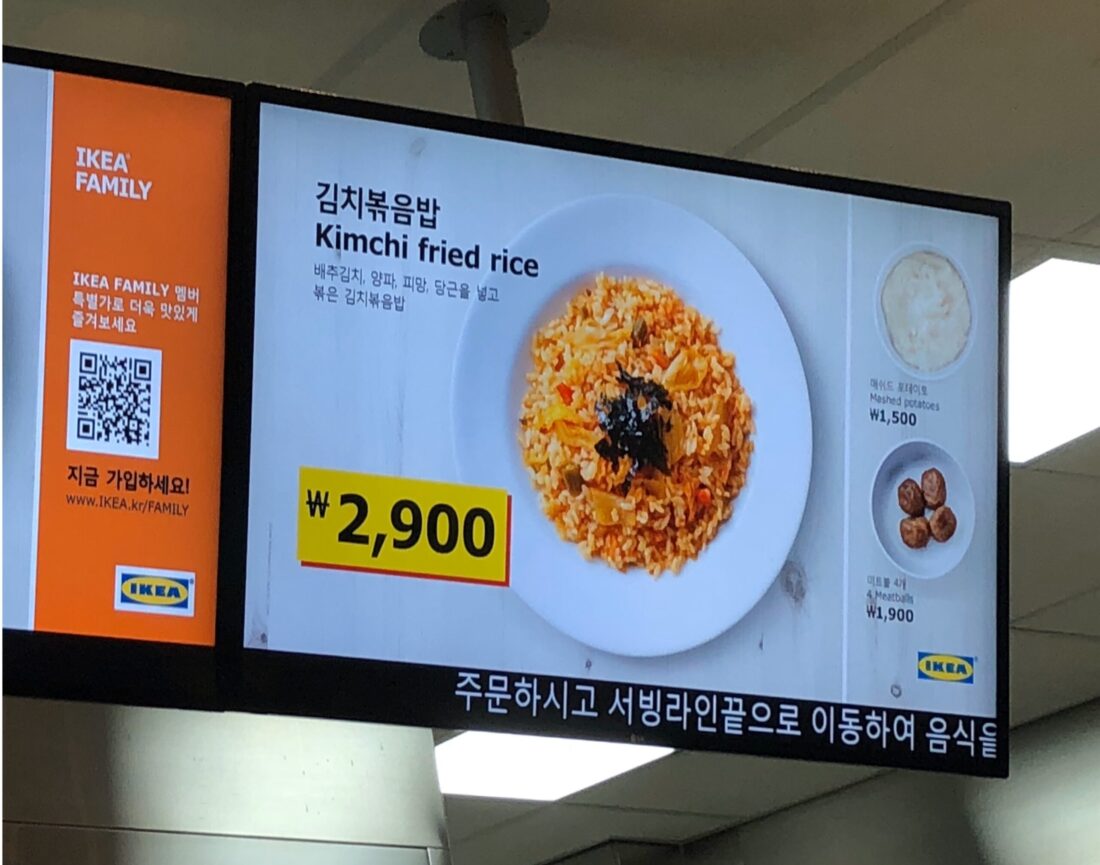 IKEA
FAMILY
IKEA FAMILY 멤버
특별가로 더욱 맛있게
즐겨보세요
지금 가입하세요!
www.IKEA.kr/FAMILY
IKEA
김치볶음밥
Kimchi fried rice
배추김치, 양파, 피망, 당근을 넣고
볶은 김치볶음밥
₩2,900
매쉬드 포테이토
Mashed potatoes
₩1,500
미트볼 4개
4 Meatballs
₩1,900
IKEA
주문하시고 서빙라인끝으로 이동하여 음식을